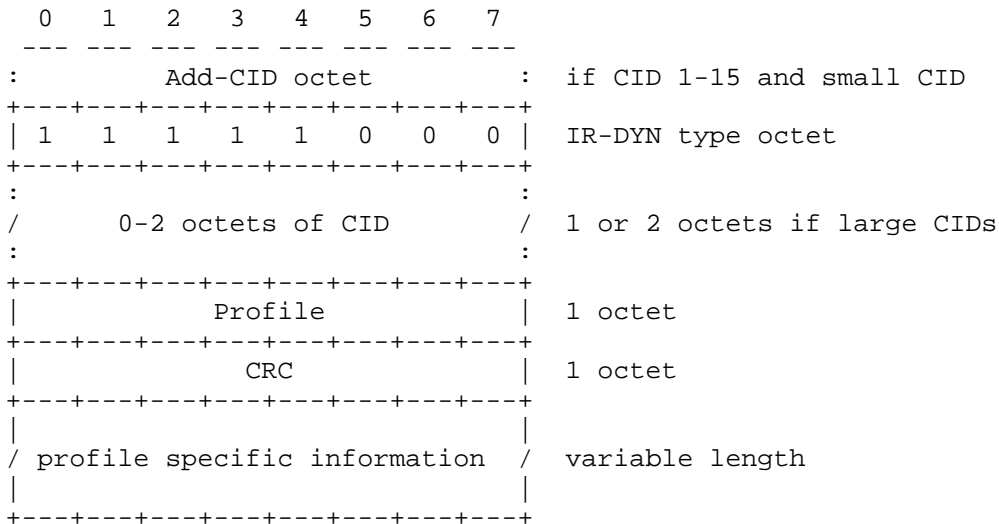 0   1   2   3   4   5   6   7
 --- --- --- --- --- --- --- ---
:         Add-CID octet         :  if CID 1-15 and small CID
+---+---+---+---+---+---+---+---+
| 1   1   1   1   1   0   0   0 |  IR-DYN type octet
+---+---+---+---+---+---+---+---+
:                               :
/      0-2 octets of CID        /  1 or 2 octets if large CIDs
:                               :
+---+---+---+---+---+---+---+---+
|            Profile            |  1 octet
+---+---+---+---+---+---+---+---+
|              CRC              |  1 octet
+---+---+---+---+---+---+---+---+
|                               |
/ profile specific information  /  variable length
|                               |
+---+---+---+---+---+---+---+---+